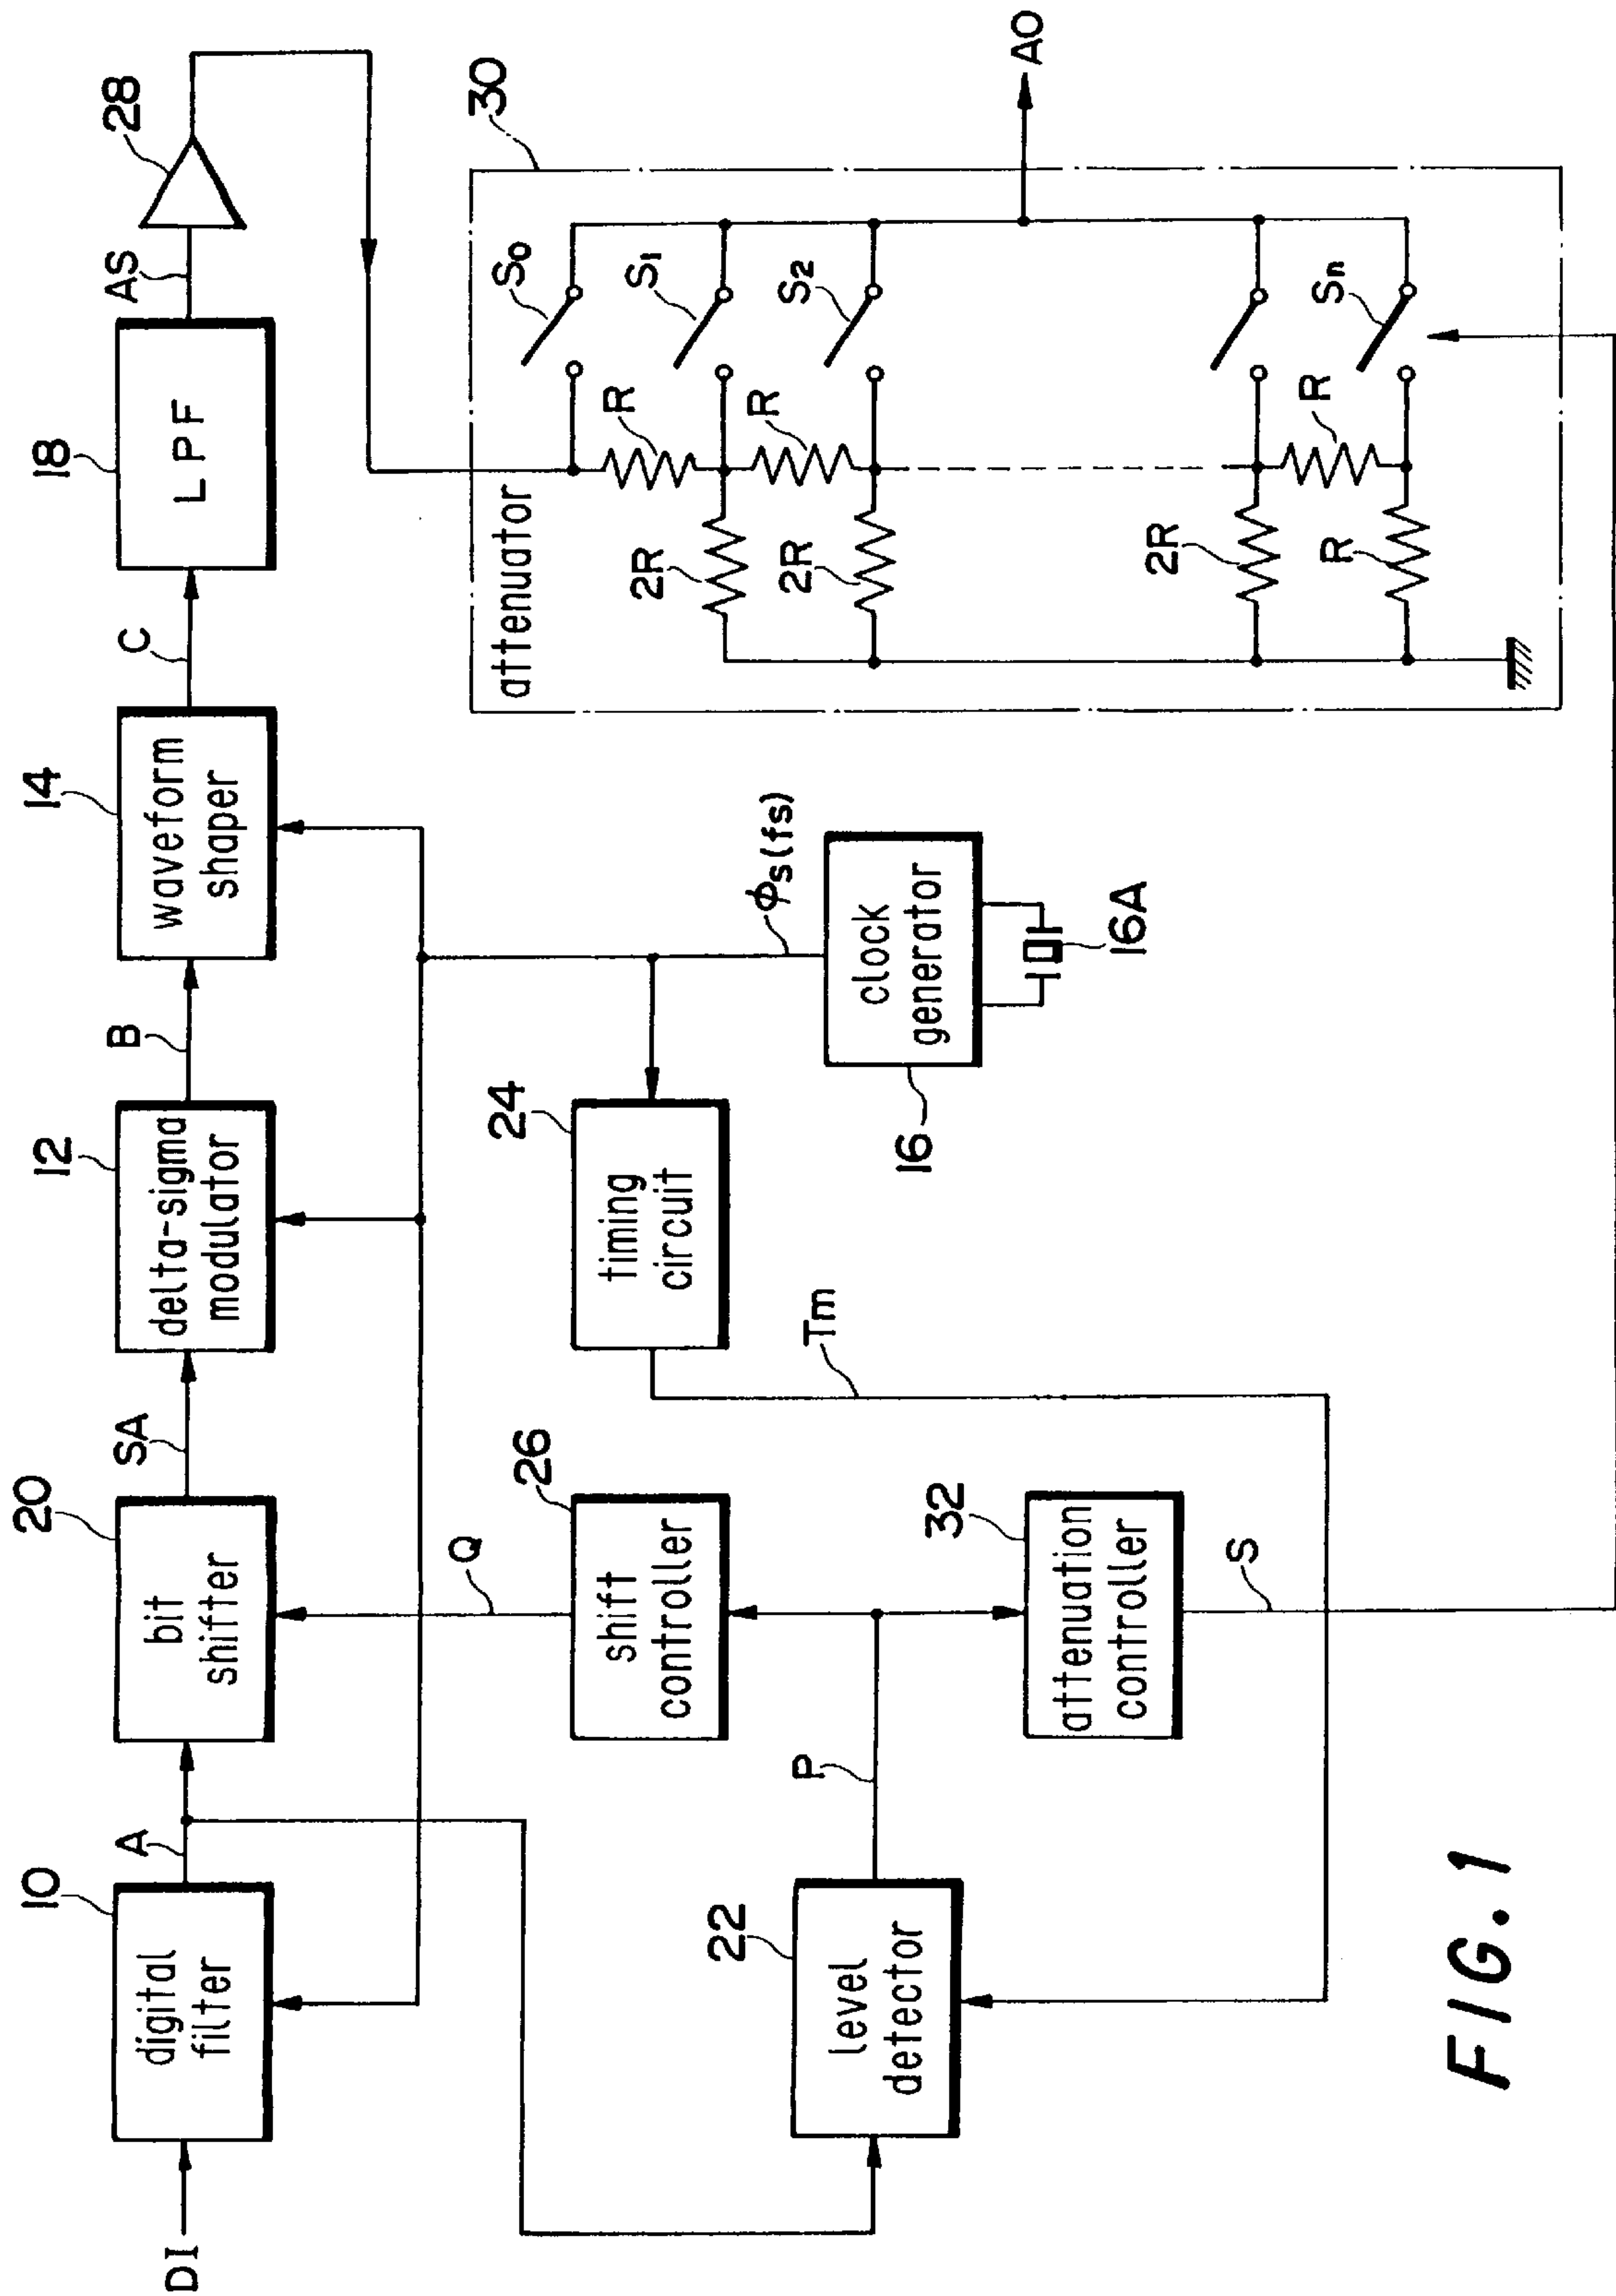 DI
10
digital
filter
A
20
bit
shifter
SA
12
delta-sigma
modulator
B
14
waveform
shaper
C
18
LPF
AS
28
22
level
detector
P
26
shift
controller
Q
32
attenuation
controller
S
24
timing
circuit
Tm
16
clock
generator
16A
ϕs(fs)
attenuator
30
S0
S1
S2
Sn
R
R
R
2R
2R
2R
R
AO
FIG. 1